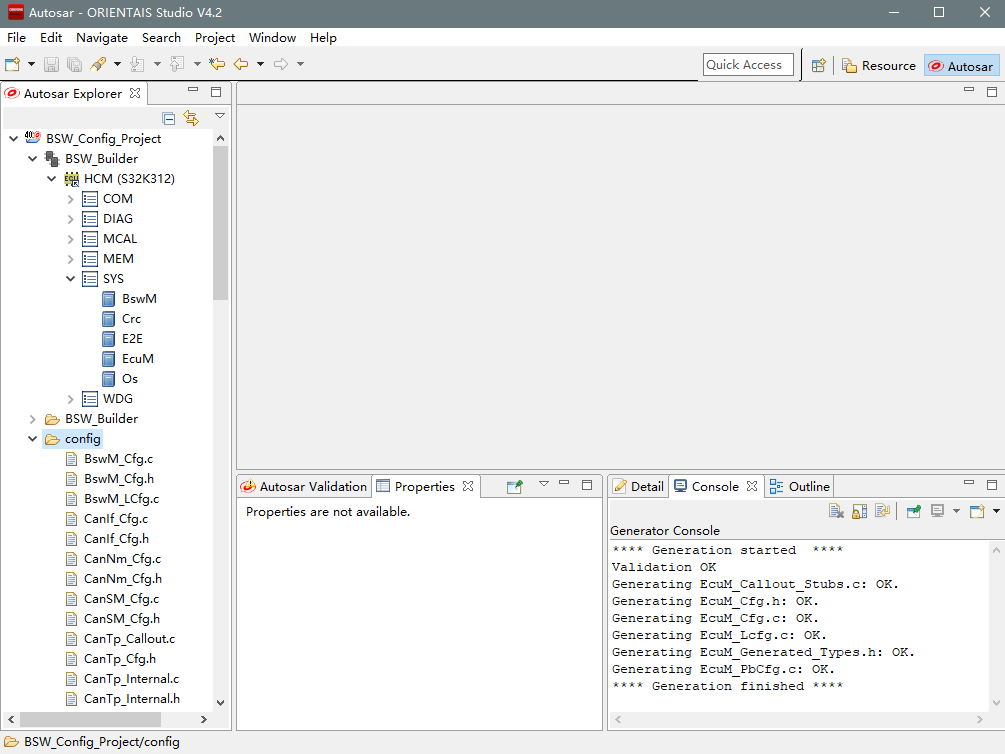 Autosar - ORIENTAIS Studio V4.2
File Edit Navigate Search Project Window Help
Quick Access
Resource
Autosar
Autosar Explorer
BSW_Config_Project
BSW_Builder
HCM (S32K312)
COM
DIAG
MCAL
MEM
SYS
BswM
Crc
E2E
EcuM
Os
WDG
BSW_Builder
config
BswM_Cfg.c
BswM_Cfg.h
BswM_LCfg.c
CanIf_Cfg.c
CanIf_Cfg.h
CanNm_Cfg.c
CanNm_Cfg.h
CanSM_Cfg.c
CanSM_Cfg.h
CanTp_Callout.c
CanTp_Cfg.h
CanTp_Internal.c
CanTp_Internal.h
Autosar Validation Properties
Properties are not available.
Detail Console Outline
Generator Console
**** Generation started  ****
Validation OK
Generating EcuM_Callout_Stubs.c: OK.
Generating EcuM_Cfg.h: OK.
Generating EcuM_Cfg.c: OK.
Generating EcuM_Lcfg.c: OK.
Generating EcuM_Generated_Types.h: OK.
Generating EcuM_PbCfg.c: OK.
**** Generation finished ****
BSW_Config_Project/config